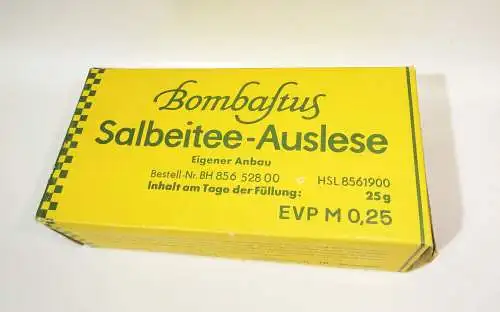 Bombaſtus
Salbeitee-Auslese
Eigener Anbau
Bestell-Nr. BH 856 528 00 HSL 8561900
Inhalt am Tage der Füllung: 25 g
EVP M 0,25